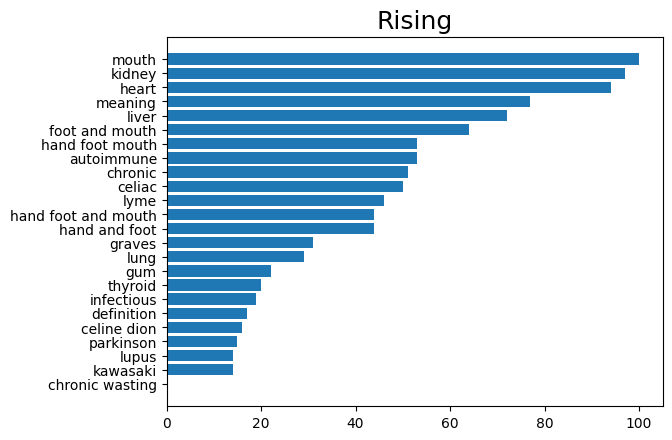 Rising
mouth
kidney
heart
meaning
liver
foot and mouth
hand foot mouth
autoimmune
chronic
celiac
lyme
hand foot and mouth
hand and foot
graves
lung
gum
thyroid
infectious
definition
celine dion
parkinson
lupus
kawasaki
chronic wasting
0 20 40 60 80 100